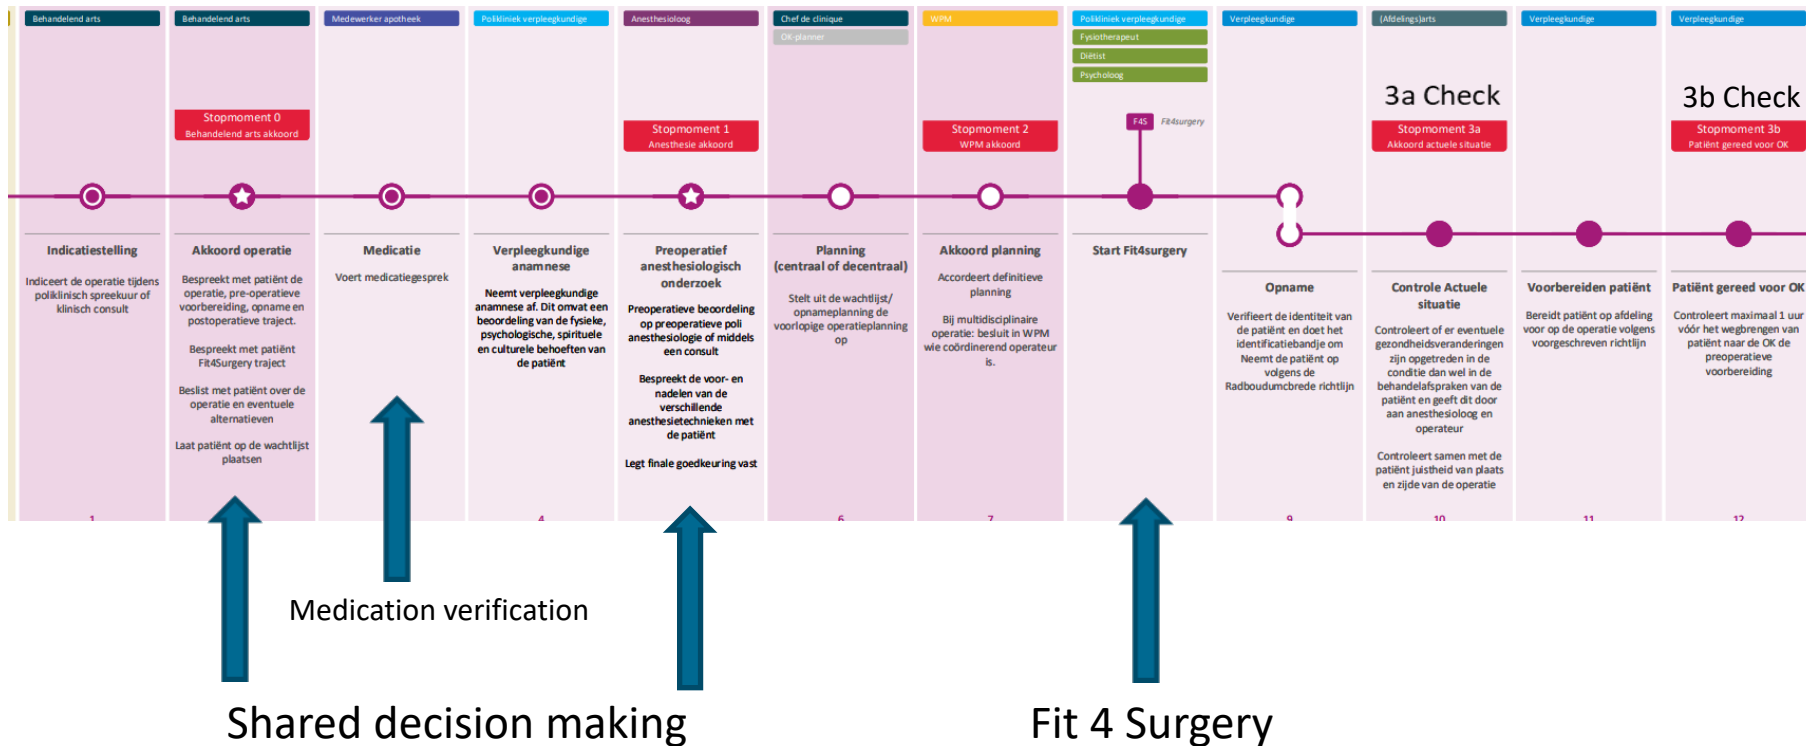 Behandelend arts
Behandelend arts
Medewerker apotheek
Polikliniek verpleegkundige
Anesthesioloog
Chef de clinique
WPM
Polikliniek verpleegkundige
Verpleegkundige
(Afdelings)arts
Verpleegkundige
Verpleegkundige
OK-planner
Fysiotherapeut
Diëtist
Psycholoog
3a Check
3b Check
Stopmoment 0
Behandelend arts akkoord
Stopmoment 1
Anesthesie akkoord
Stopmoment 2
WPM akkoord
F4S
Fit4surgery
Stopmoment 3a
Akkoord actuele situatie
Stopmoment 3b
Patiënt gereed voor OK
Indicatiestelling
Indiceert de operatie tijdens
poliklinisch spreekuur of
klinisch consult
1
Akkoord operatie
Bespreekt met patiënt de
operatie, pre-operatieve
voorbereiding, opname en
postoperatieve traject.
Bespreekt met patiënt
Fit4Surgery traject
Beslist met patiënt over de
operatie en eventuele
alternatieven
Laat patiënt op de wachtlijst
plaatsen
Medicatie
Voert medicatiegesprek
Verpleegkundige
anamnese
Neemt verpleegkundige
anamnese af. Dit omvat een
beoordeling van de fysieke,
psychologische, spirituele
en culturele behoeften van
de patiënt
4
Preoperatief
anesthesiologisch
onderzoek
Preoperatieve beoordeling
op preoperatieve poli
anesthesiologie of middels
een consult
Bespreekt de voor- en
nadelen van de
verschillende
anesthesietechnieken met
de patiënt
Legt finale goedkeuring vast
Planning
(centraal of decentraal)
Stelt uit de wachtlijst/
opnameplanning de
voorlopige operatieplanning
op
6
Akkoord planning
Accordeert definitieve
planning
Bij multidisciplinaire
operatie: besluit in WPM
wie coördinerend operateur
is.
7
Start Fit4surgery
Opname
Verifieert de identiteit van
de patiënt en doet het
identificatiebandje om
Neemt de patiënt op
volgens de
Radboudumcbrede richtlijn
9
Controle Actuele
situatie
Controleert of er eventuele
gezondheidsveranderingen
zijn opgetreden in de
conditie dan wel in de
behandelafspraken van de
patiënt en geeft dit door
aan anesthesioloog en
operateur
Controleert samen met de
patiënt juistheid van plaats
en zijde van de operatie
10
Voorbereiden patiënt
Bereidt patiënt op afdeling
voor op de operatie volgens
voorgeschreven richtlijn
11
Patiënt gereed voor OK
Controleert maximaal 1 uur
vóór het wegbrengen van
patiënt naar de OK de
preoperatieve
voorbereiding
12
Medication verification
Shared decision making
Fit 4 Surgery